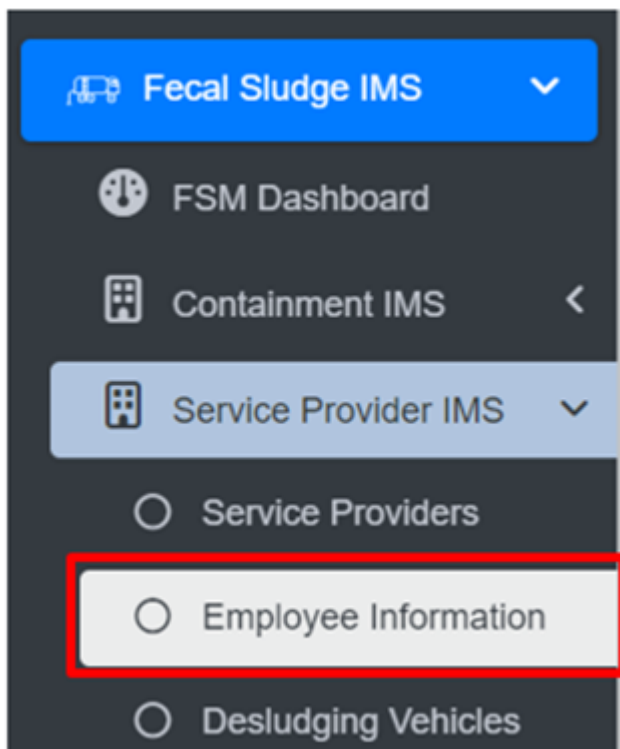 Fecal Sludge IMS
FSM Dashboard
Containment IMS
Service Provider IMS
Service Providers
Employee Information
Desludging Vehicles